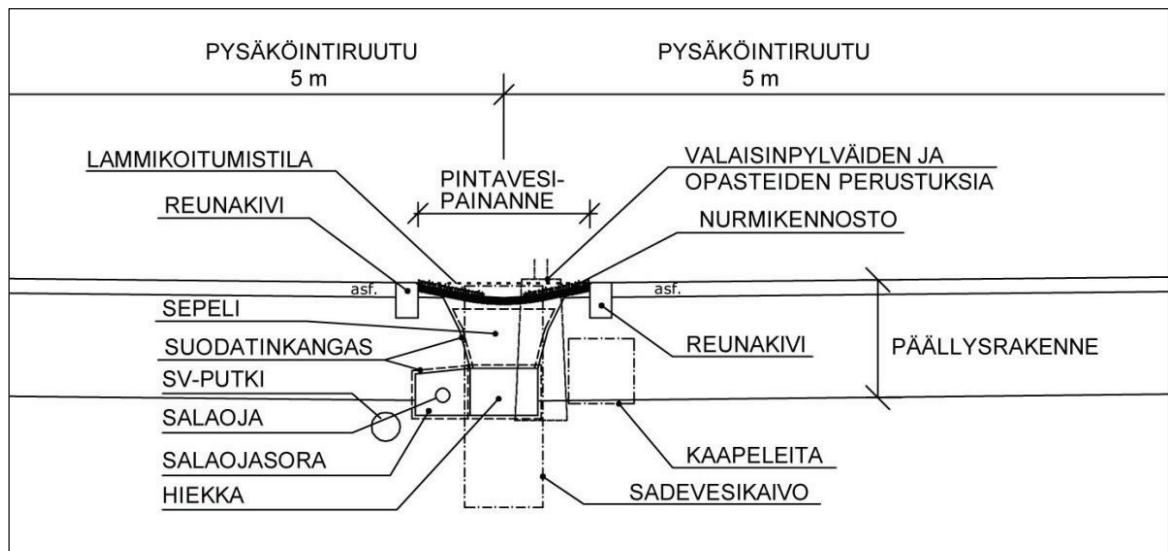 PYSÄKÖINTIRUUTU
5 m
PYSÄKÖINTIRUUTU
5 m
LAMMIKOITUMISTILA
REUNAKIVI
PINTAVESI-
PAINANNE
VALAISINPYLVÄIDEN JA
OPASTEIDEN PERUSTUKSIA
NURMIKENNOSTO
asf.
asf.
SEPELI
SUODATINKANGAS
SV-PUTKI
SALAOJA
SALAOJASORA
HIEKKA
REUNAKIVI
PÄÄLLYSRAKENNE
KAAPELEITA
SADEVESIKAIVO